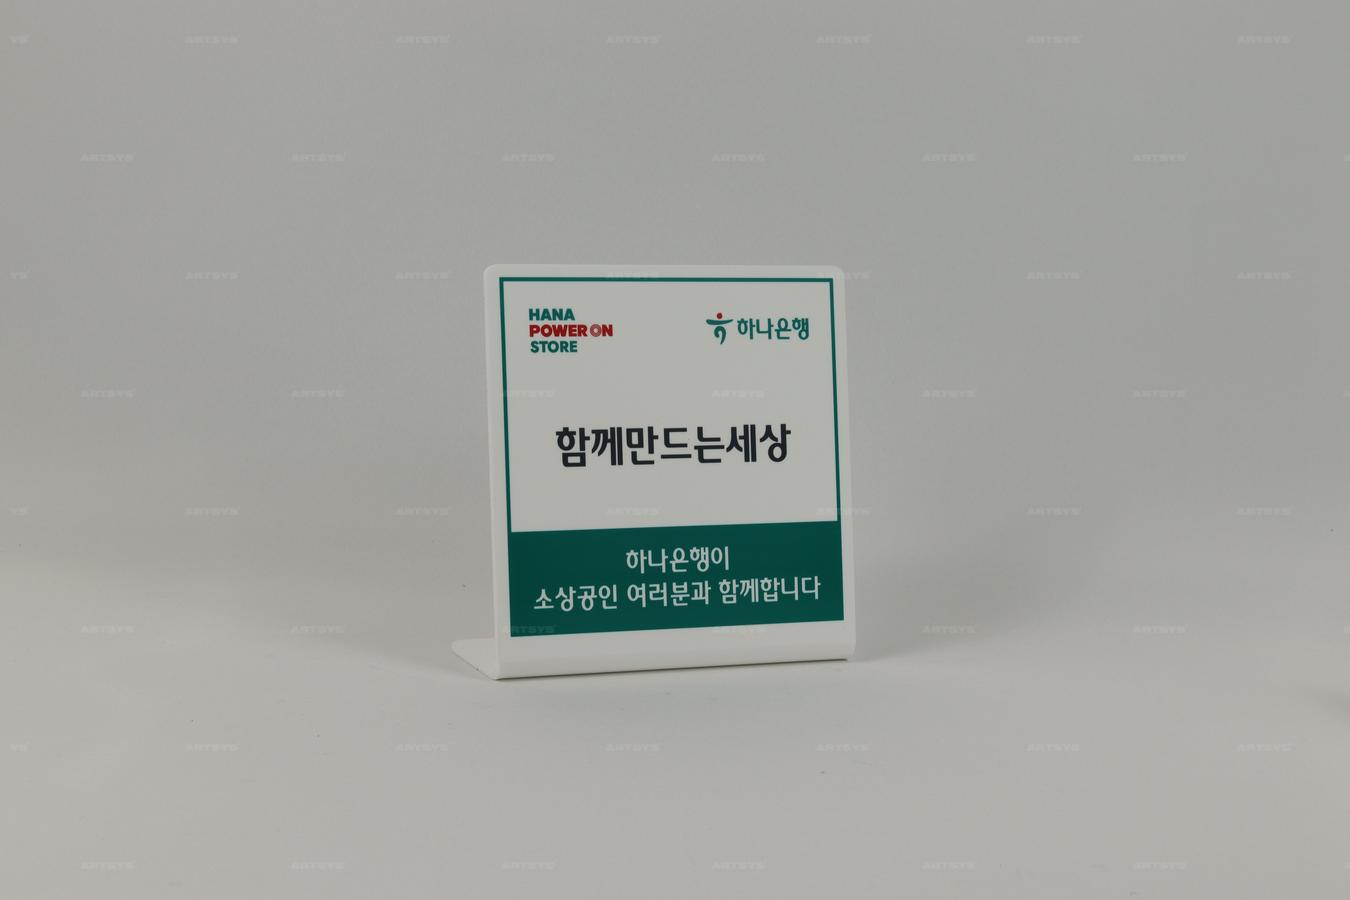 HANA
POWER ON
STORE
하나은행
함께만드는세상
하나은행이
소상공인 여러분과 함께합니다
ARTSYS